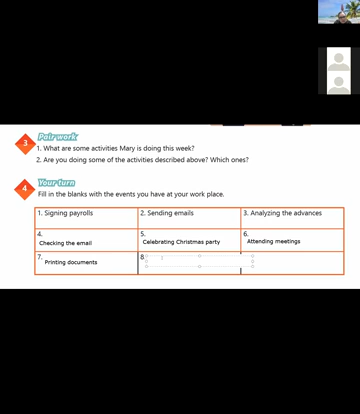 3
Pair work
1. What are some activities Mary is doing this week?
2. Are you doing some of the activities described above? Which ones?
4
Your turn
Fill in the blanks with the events you have at your work place.
1. Signing payrolls
2. Sending emails
3. Analyzing the advances
4.
Checking the email
5.
Celebrating Christmas party
6.
Attending meetings
7.
Printing documents
8